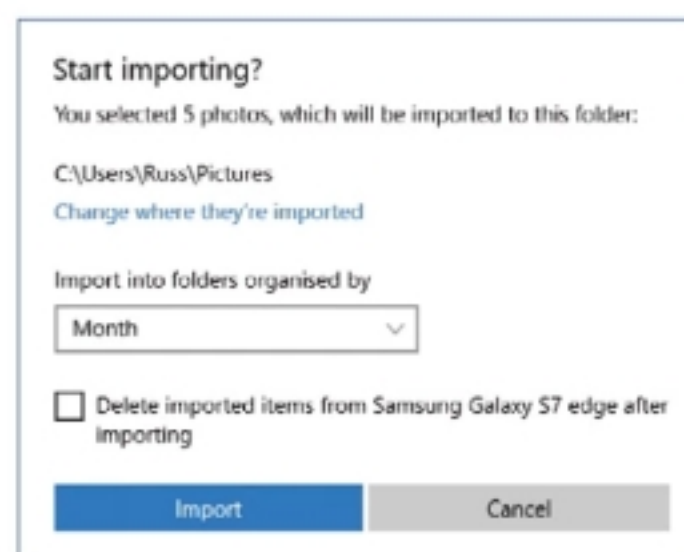 Start importing?
You selected 5 photos, which will be imported to this folder:
C:\Users\Russ\Pictures
Change where they're imported
Import into folders organised by
Month
Delete imported items from Samsung Galaxy S7 edge after
importing
Import
Cancel